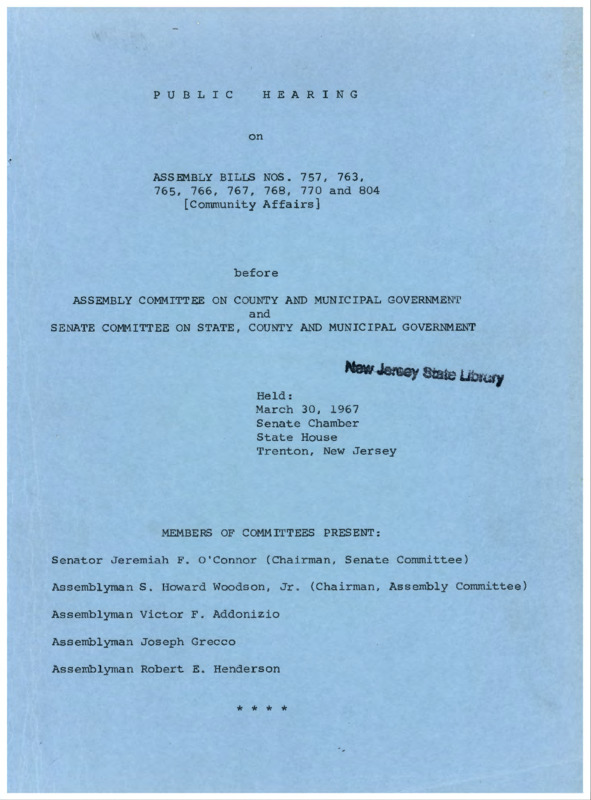 PUBLIC HEARING
on
ASSEMBLY BILLS NOS. 757, 763,
765, 766, 767, 768, 770 and 804
[Community Affairs]
before
ASSEMBLY COMMITTEE ON COUNTY AND MUNICIPAL GOVERNMENT
and
SENATE COMMITTEE ON STATE, COUNTY AND MUNICIPAL GOVERNMENT
New Jersey State Library
Held:
March 30, 1967
Senate Chamber
State House
Trenton, New Jersey
MEMBERS OF COMMITTEES PRESENT:
Senator Jeremiah F. O'Connor (Chairman, Senate Committee)
Assemblyman S. Howard Woodson, Jr. (Chairman, Assembly Committee)
Assemblyman Victor F. Addonizio
Assemblyman Joseph Grecco
Assemblyman Robert E. Henderson
* * * *